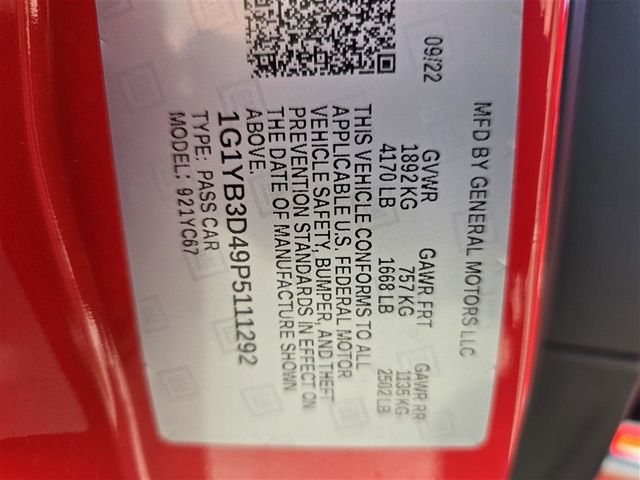 MFD BY GENERAL MOTORS LLC
09/22 GVWR GAWR FRT GAWR RR
1892 KG 757 KG 1135 KG
4170 LB 1668 LB 2502 LB
THIS VEHICLE CONFORMS TO ALL
APPLICABLE U.S. FEDERAL MOTOR
VEHICLE SAFETY, BUMPER, AND THEFT
PREVENTION STANDARDS IN EFFECT ON
THE DATE OF MANUFACTURE SHOWN
ABOVE.
1G1YB3D49P5111292
TYPE: PASS CAR
MODEL: 921YC67